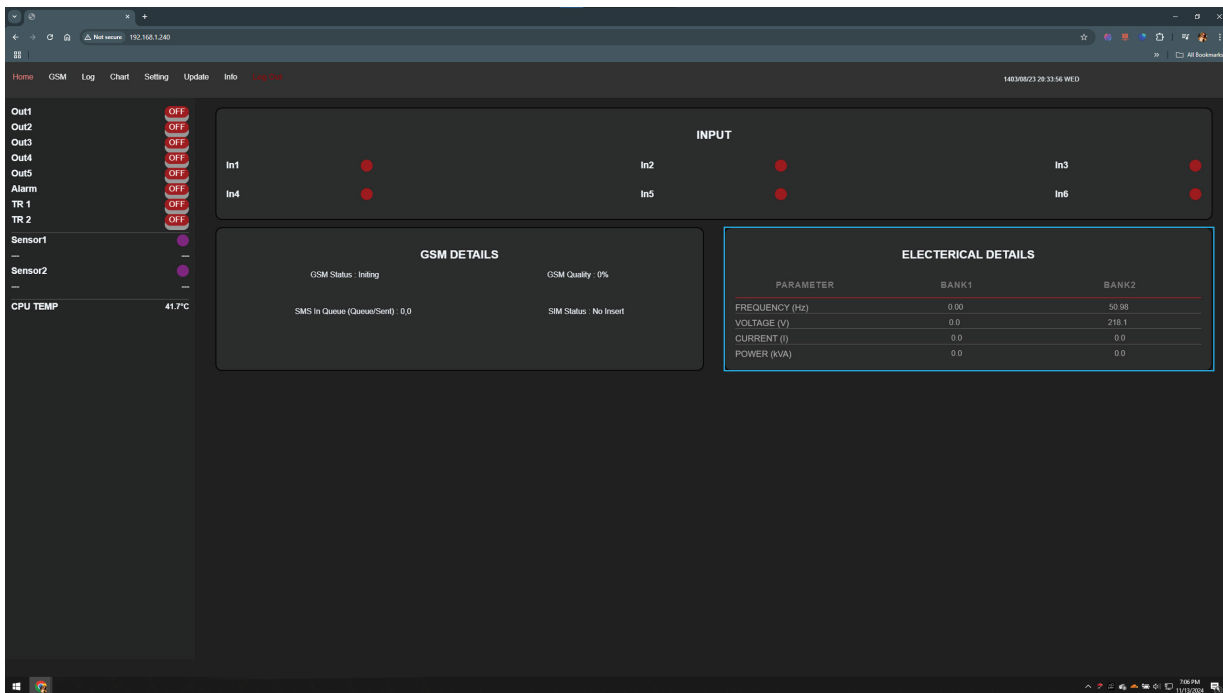 Not secure 192.168.1.240
All Bookmarks
Home GSM Log Chart Setting Update Info
1403/08/23 20:33:56 WED
Out1 OFF
Out2 OFF
Out3 OFF
Out4 OFF
Out5 OFF
Alarm OFF
TR 1 OFF
TR 2 OFF
Sensor1
--- ---
Sensor2
--- ---
CPU TEMP 41.7°C
INPUT
In1 In2 In3
In4 In5 In6
GSM DETAILS
GSM Status : Initing GSM Quality : 0%
SMS In Queue (Queue/Sent) : 0,0 SIM Status : No Insert
ELECTERICAL DETAILS
PARAMETER BANK1 BANK2
FREQUENCY (Hz) 0.00 50.98
VOLTAGE (V) 0.0 218.1
CURRENT (I) 0.0 0.0
POWER (kVA) 0.0 0.0
7:06 PM
11/13/2024